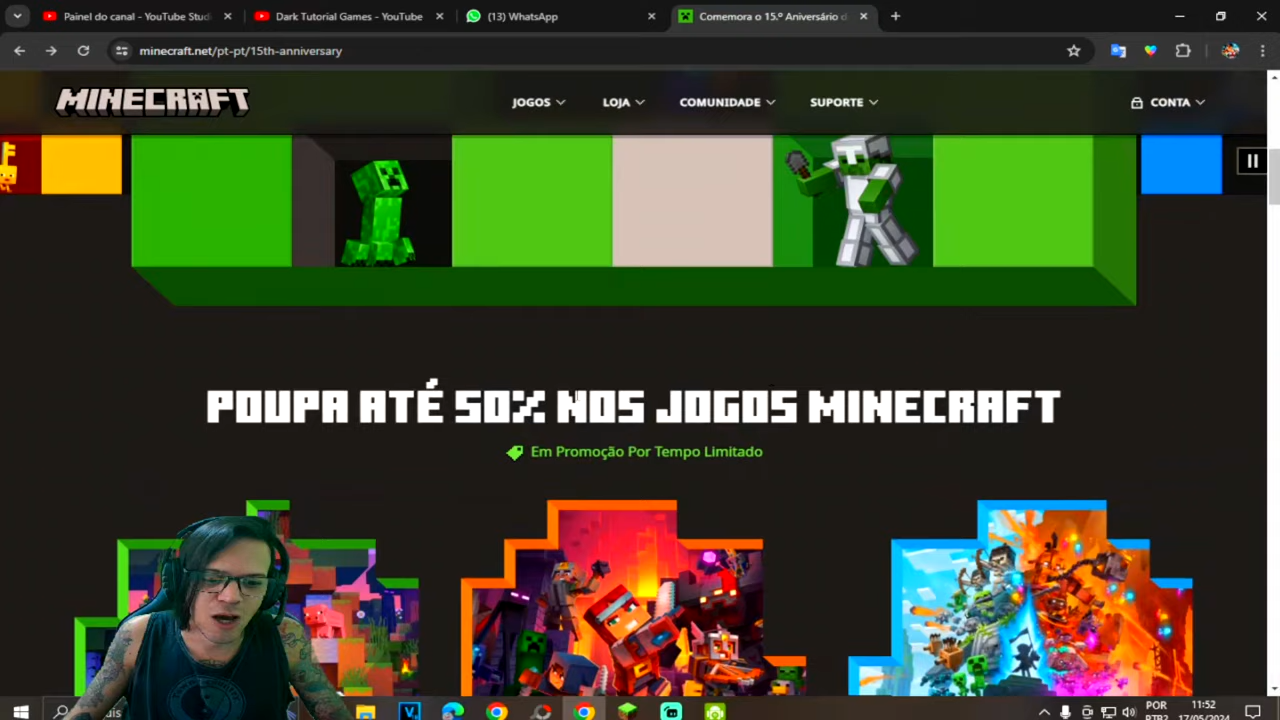 Painel do canal - YouTube Stud
Dark Tutorial Games - YouTube
(13) WhatsApp
Comemora o 15.º Aniversário d
minecraft.net/pt-pt/15th-anniversary
MINECRAFT
JOGOS
LOJA
COMUNIDADE
SUPORTE
CONTA
POUPA ATÉ 50% NOS JOGOS MINECRAFT
Em Promoção Por Tempo Limitado
POR
PTB2
11:52
17/05/2024